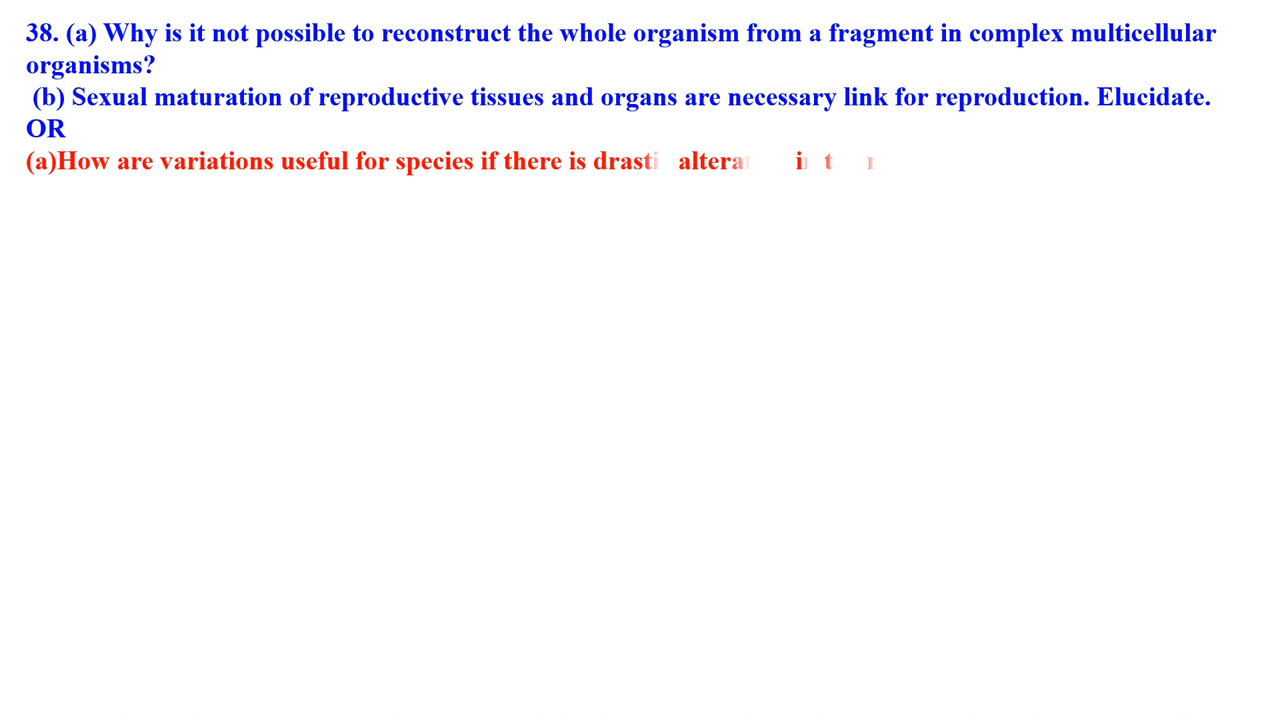 38. (a) Why is it not possible to reconstruct the whole organism from a fragment in complex multicellular
organisms?
(b) Sexual maturation of reproductive tissues and organs are necessary link for reproduction. Elucidate.
OR
(a)How are variations useful for species if there is